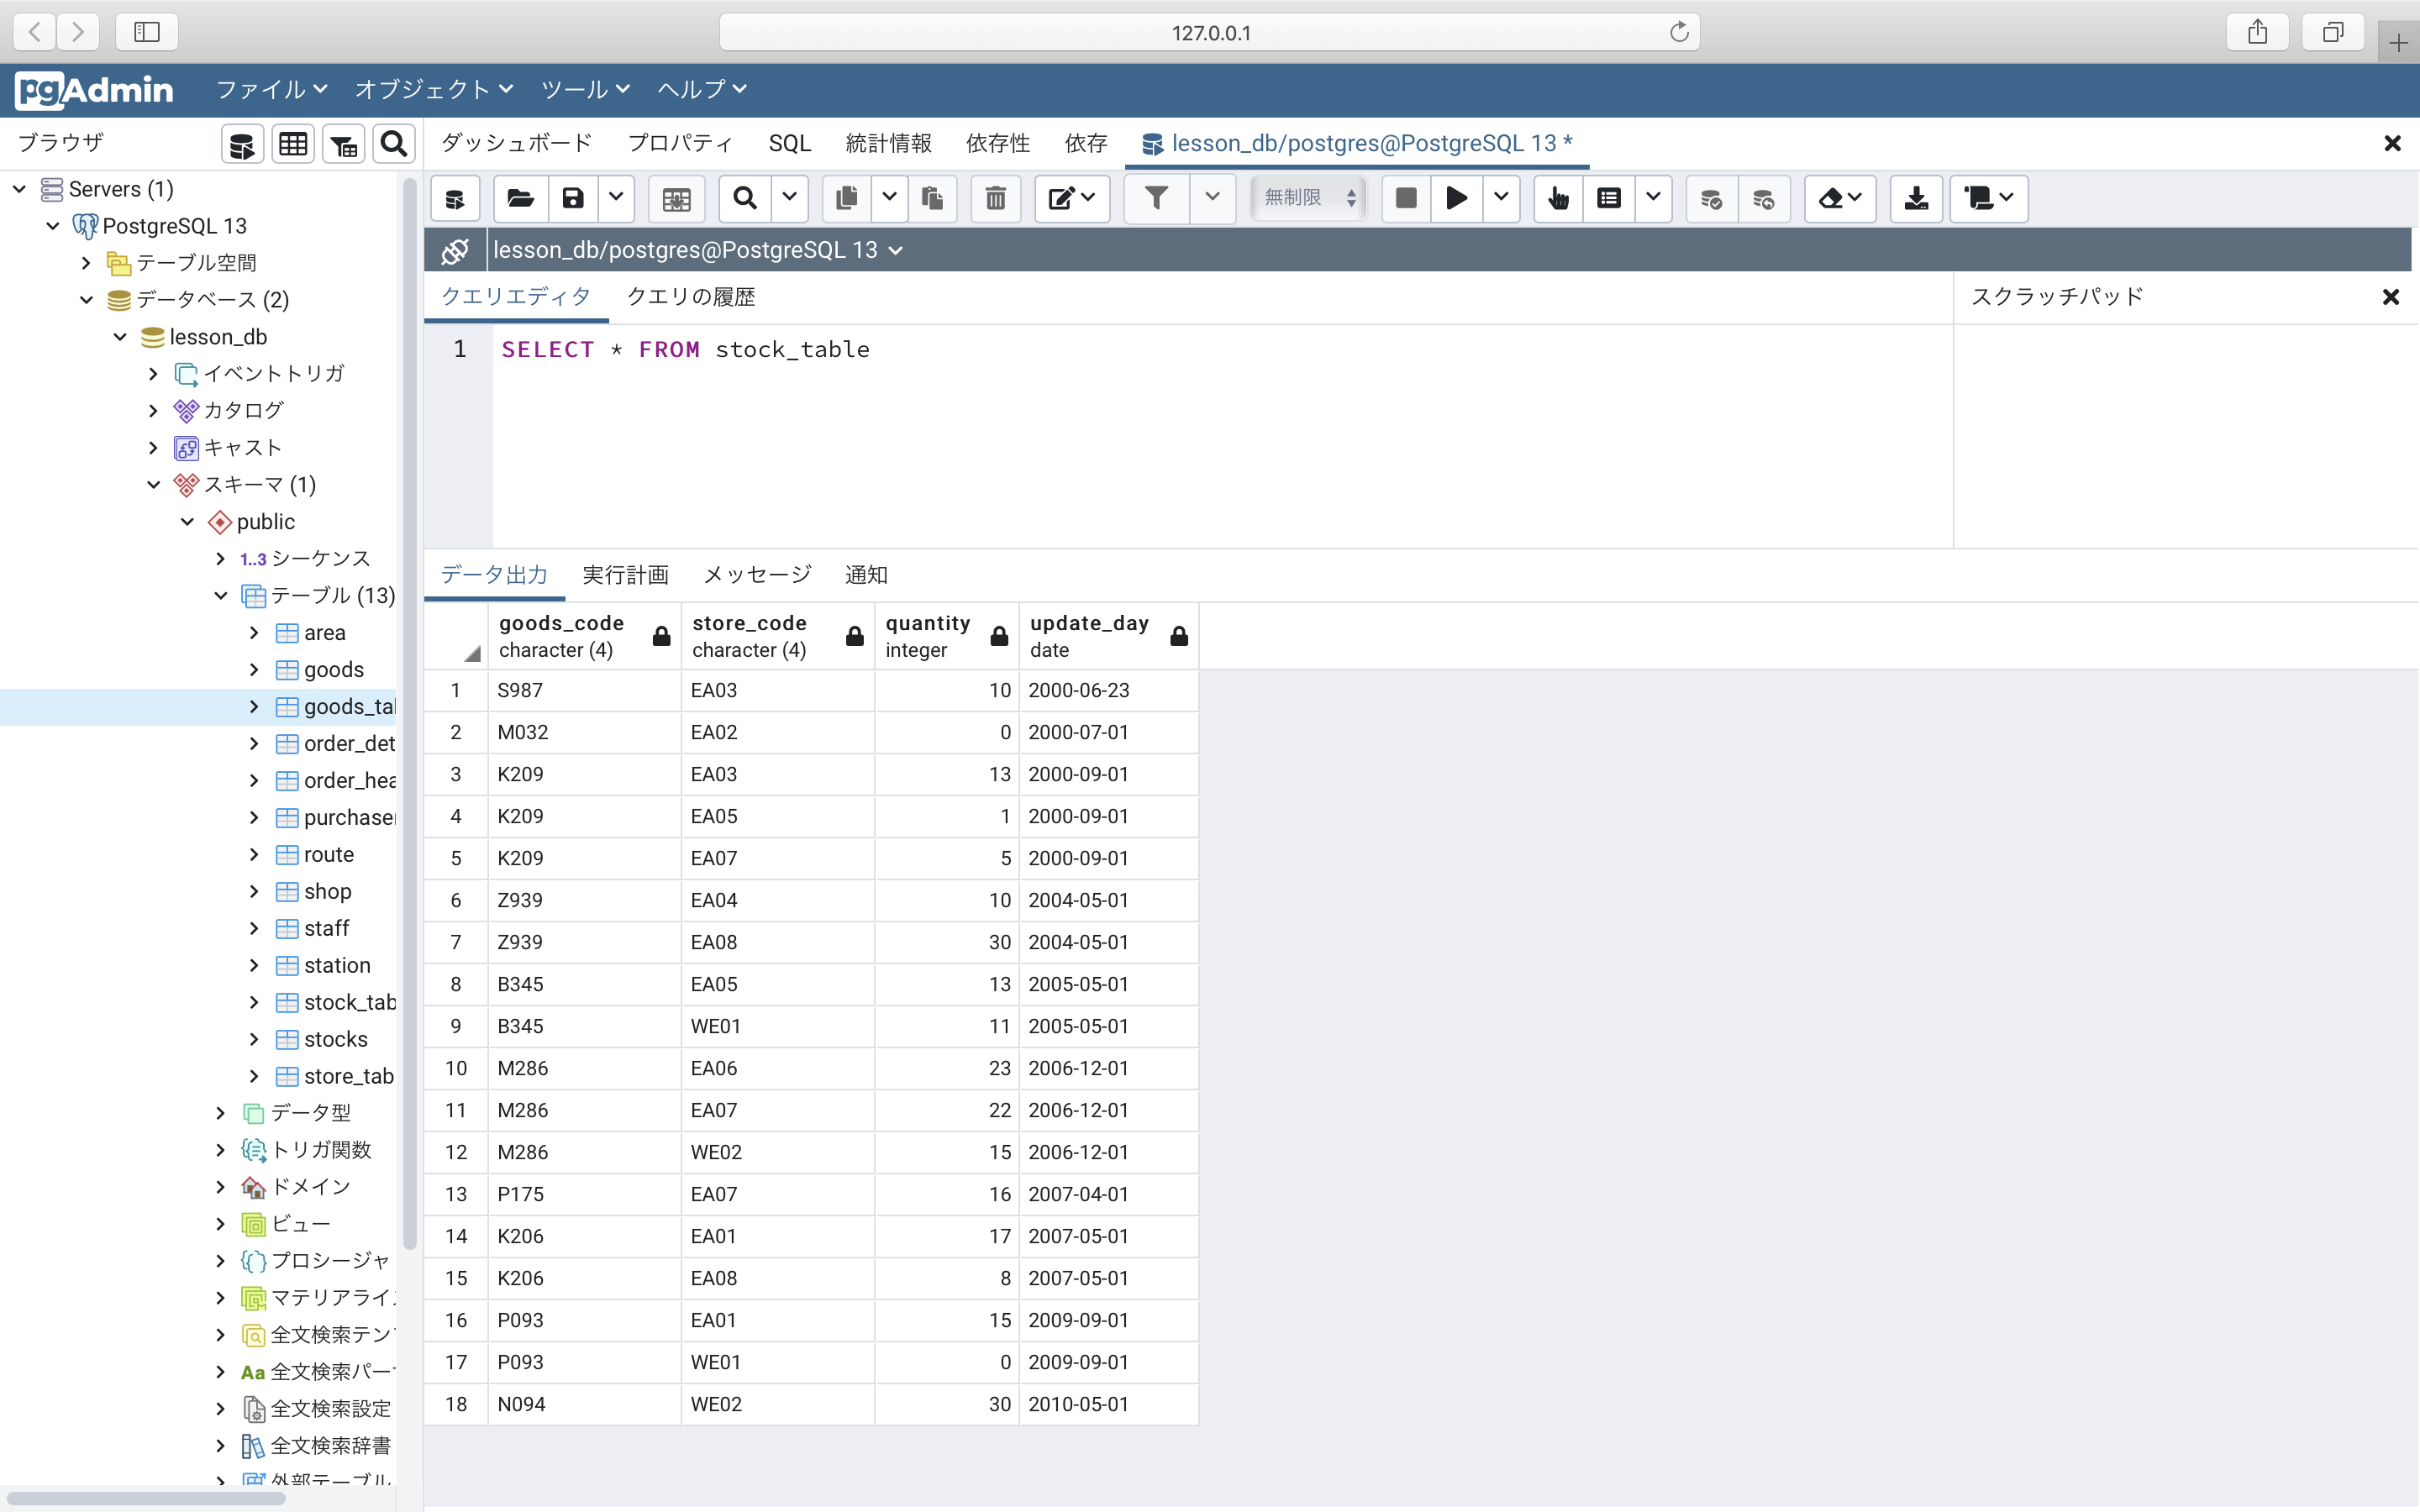 127.0.0.1
pgAdmin ファイル オブジェクト ツール ヘルプ
ブラウザ
ダッシュボード プロパティ SQL 統計情報 依存性 依存 lesson_db/postgres@PostgreSQL 13 *
無制限
lesson_db/postgres@PostgreSQL 13
クエリエディタ クエリの履歴 スクラッチパッド
1 SELECT * FROM stock_table
Servers (1)
PostgreSQL 13
テーブル空間
データベース (2)
lesson_db
イベントトリガ
カタログ
キャスト
スキーマ (1)
public
1..3 シーケンス
テーブル (13)
area
goods
goods_tal
order_det
order_hea
purchaser
route
shop
staff
station
stock_tab
stocks
store_tab
データ型
トリガ関数
ドメイン
ビュー
プロシージャ
マテリアライズ
全文検索テンプ
Aa 全文検索パー
全文検索設定
全文検索辞書
外部テーブル
データ出力 実行計画 メッセージ 通知
goods_code store_code quantity update_day
character (4) character (4) integer date
1 S987 EA03 10 2000-06-23
2 M032 EA02 0 2000-07-01
3 K209 EA03 13 2000-09-01
4 K209 EA05 1 2000-09-01
5 K209 EA07 5 2000-09-01
6 Z939 EA04 10 2004-05-01
7 Z939 EA08 30 2004-05-01
8 B345 EA05 13 2005-05-01
9 B345 WE01 11 2005-05-01
10 M286 EA06 23 2006-12-01
11 M286 EA07 22 2006-12-01
12 M286 WE02 15 2006-12-01
13 P175 EA07 16 2007-04-01
14 K206 EA01 17 2007-05-01
15 K206 EA08 8 2007-05-01
16 P093 EA01 15 2009-09-01
17 P093 WE01 0 2009-09-01
18 N094 WE02 30 2010-05-01